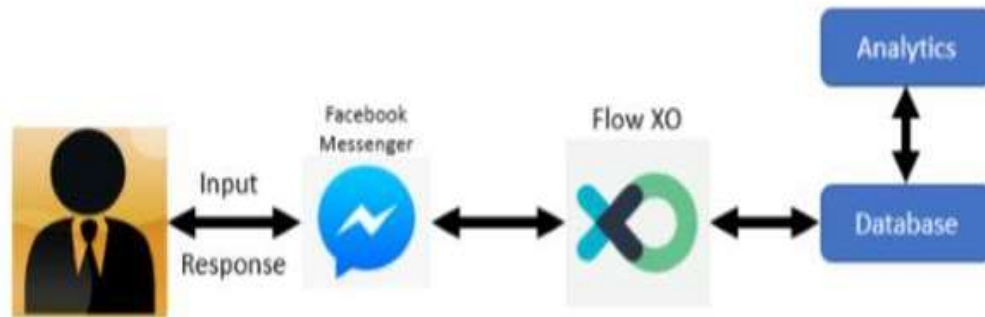 Analytics
Facebook
Messenger
Flow XO
Input
Response
Database